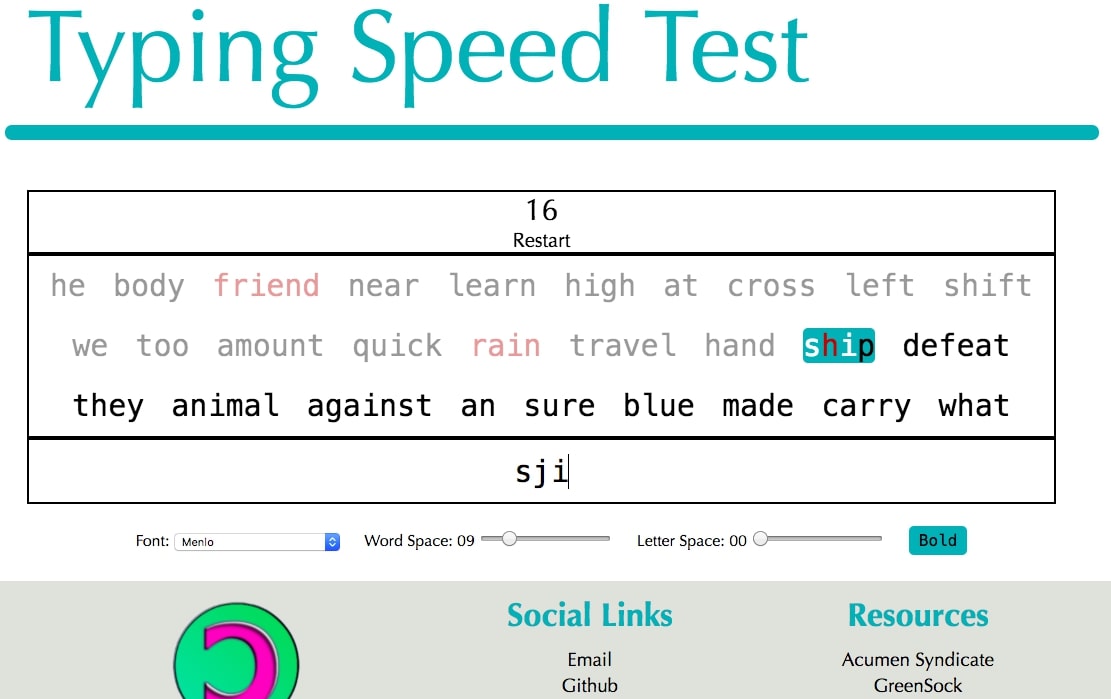 Typing Speed Test
16
Restart
he body friend near learn high at cross left shift
we too amount quick rain travel hand ship defeat
they animal against an sure blue made carry what
sji
Font: Menlo Word Space: 09 Letter Space: 00 Bold
Social Links Resources
Email Acumen Syndicate
Github GreenSock